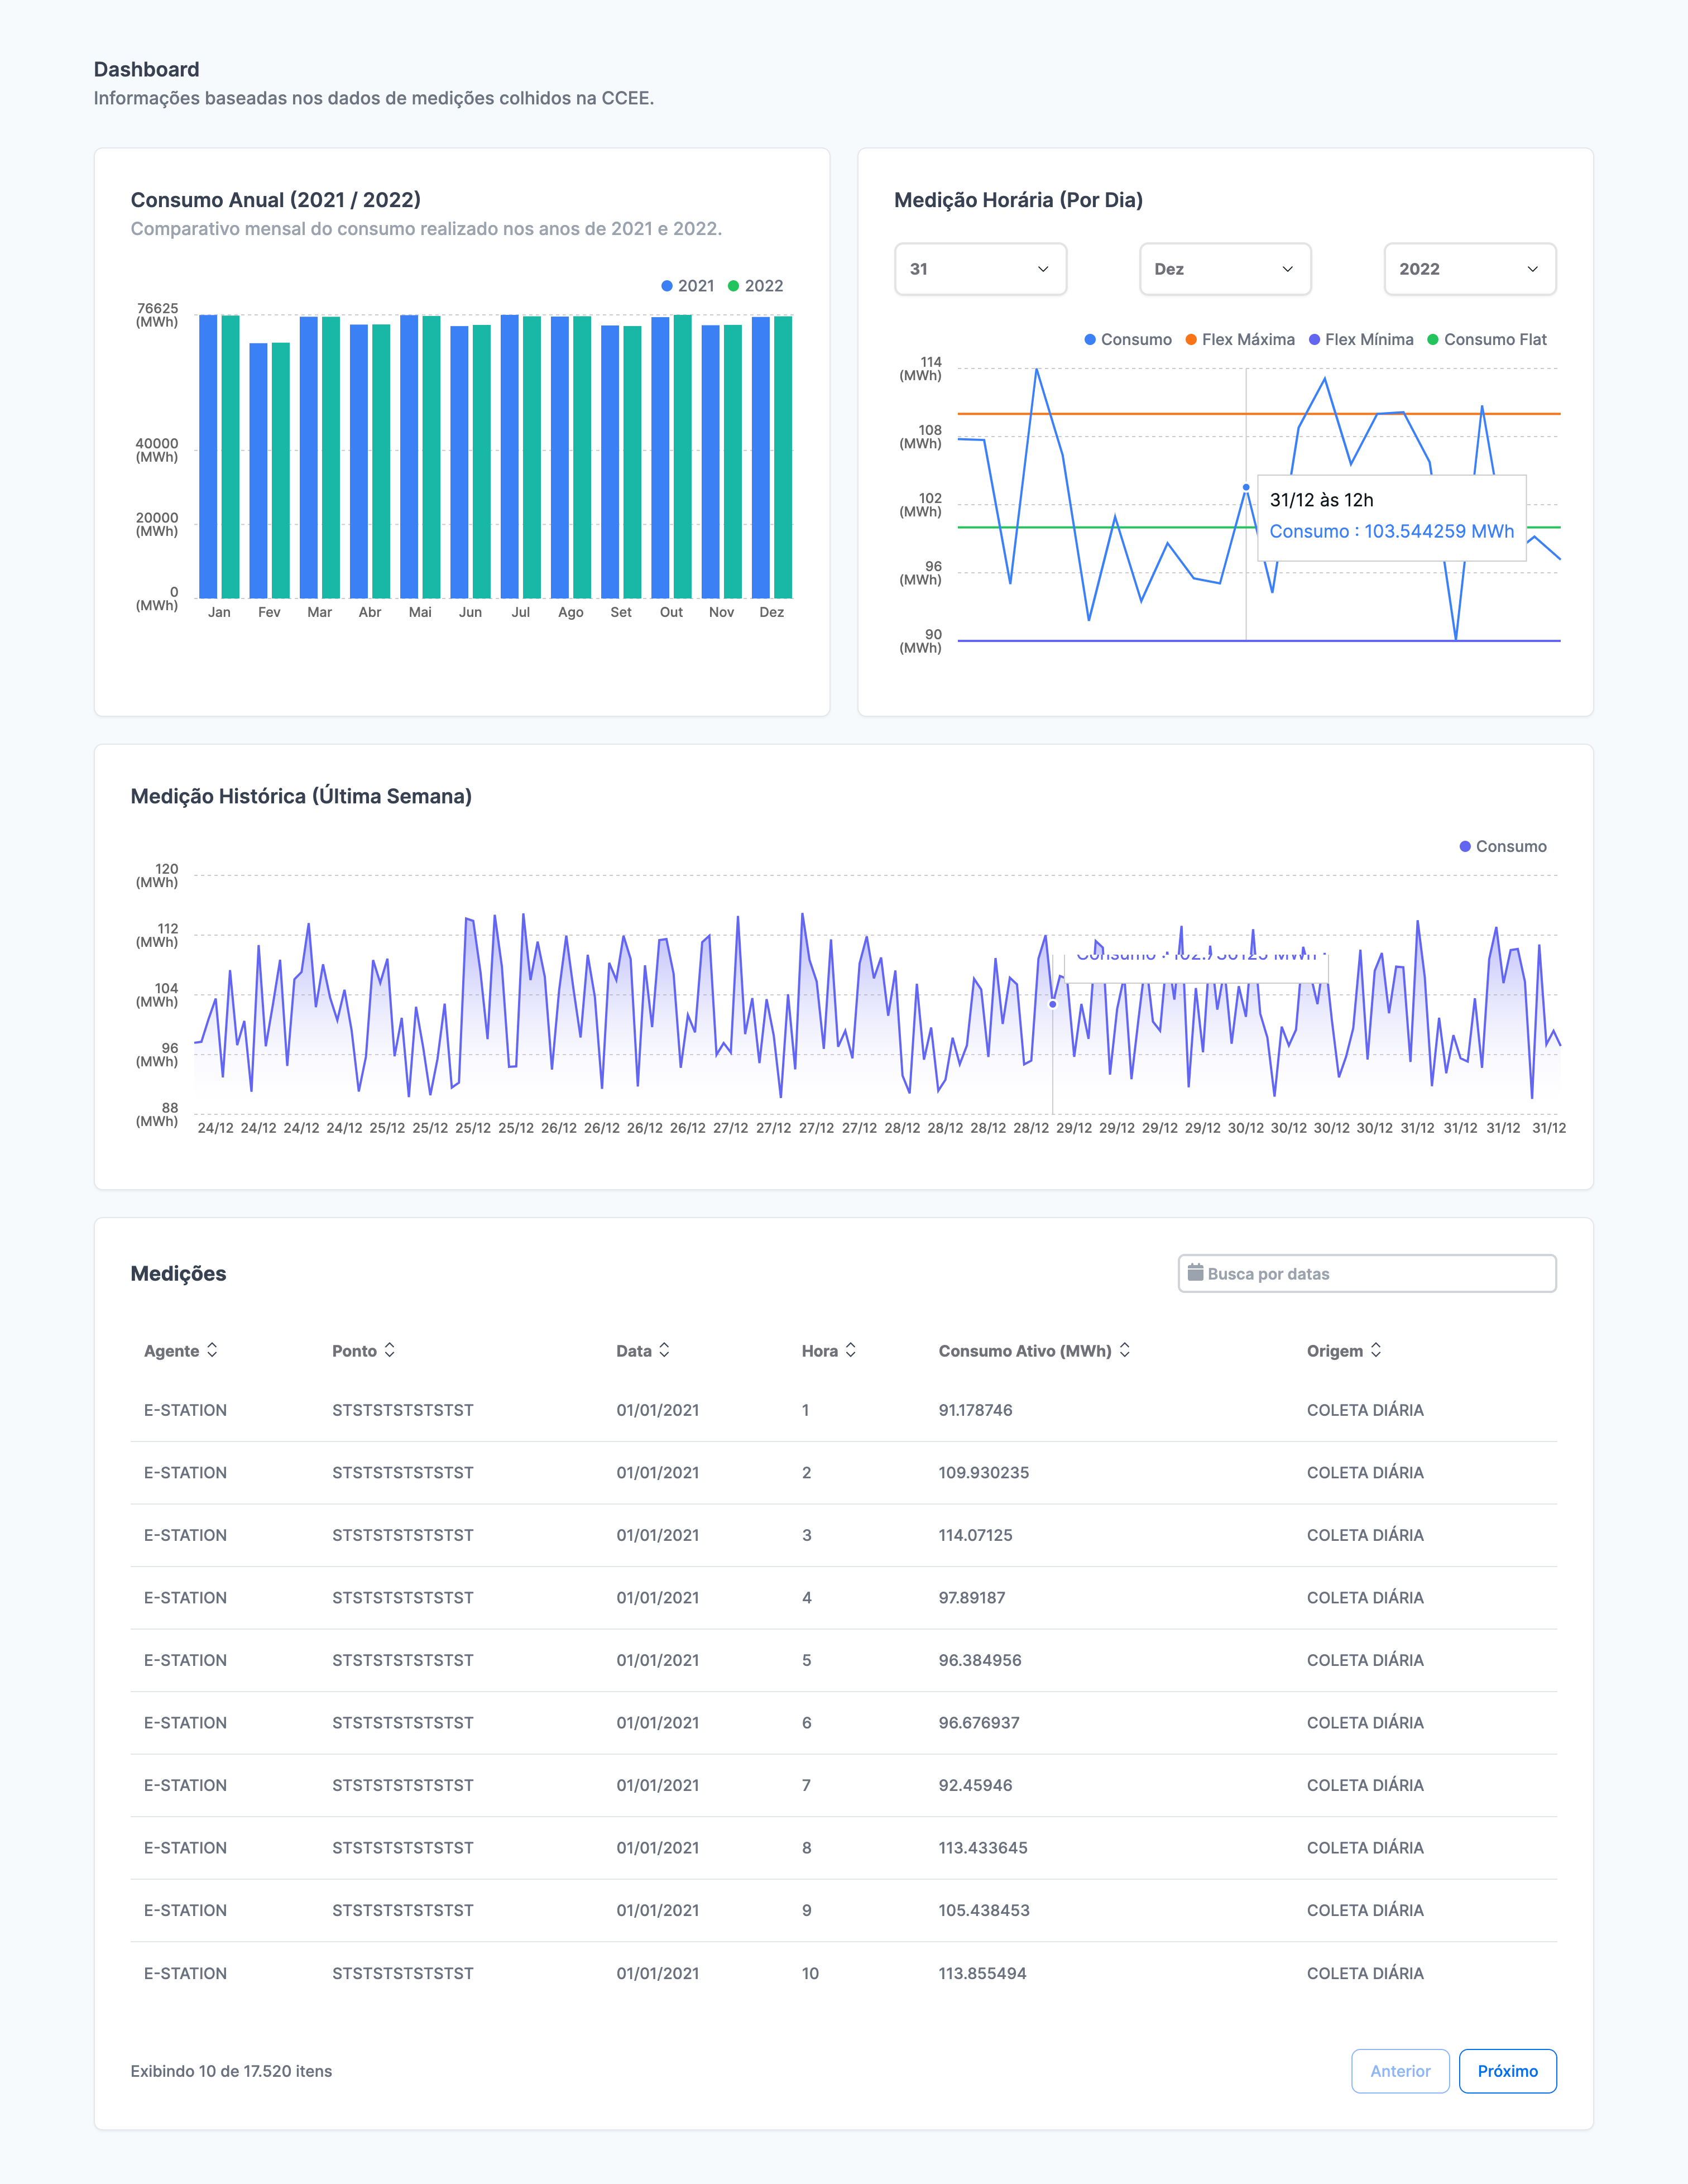 Dashboard
Informações baseadas nos dados de medições colhidos na CCEE.
Consumo Anual (2021 / 2022)
Comparativo mensal do consumo realizado nos anos de 2021 e 2022.
2021 2022
76625
(MWh)
40000
(MWh)
20000
(MWh)
0
(MWh)
Jan Fev Mar Abr Mai Jun Jul Ago Set Out Nov Dez
Medição Horária (Por Dia)
31 Dez 2022
Consumo Flex Máxima Flex Mínima Consumo Flat
114
(MWh)
108
(MWh)
102
(MWh)
96
(MWh)
90
(MWh)
31/12 às 12h
Consumo : 103.544259 MWh
Medição Histórica (Última Semana)
Consumo
120
(MWh)
112
(MWh)
104
(MWh)
96
(MWh)
88
(MWh)
Consumo MWh
24/12 24/12 24/12 24/12 25/12 25/12 25/12 25/12 26/12 26/12 26/12 26/12 27/12 27/12 27/12 27/12 28/12 28/12 28/12 28/12 29/12 29/12 29/12 29/12 30/12 30/12 30/12 30/12 31/12 31/12 31/12 31/12
Medições
Busca por datas
Agente Ponto Data Hora Consumo Ativo (MWh) Origem
E-STATION STSTSTSTSTSTST 01/01/2021 1 91.178746 COLETA DIÁRIA
E-STATION STSTSTSTSTSTST 01/01/2021 2 109.930235 COLETA DIÁRIA
E-STATION STSTSTSTSTSTST 01/01/2021 3 114.07125 COLETA DIÁRIA
E-STATION STSTSTSTSTSTST 01/01/2021 4 97.89187 COLETA DIÁRIA
E-STATION STSTSTSTSTSTST 01/01/2021 5 96.384956 COLETA DIÁRIA
E-STATION STSTSTSTSTSTST 01/01/2021 6 96.676937 COLETA DIÁRIA
E-STATION STSTSTSTSTSTST 01/01/2021 7 92.45946 COLETA DIÁRIA
E-STATION STSTSTSTSTSTST 01/01/2021 8 113.433645 COLETA DIÁRIA
E-STATION STSTSTSTSTSTST 01/01/2021 9 105.438453 COLETA DIÁRIA
E-STATION STSTSTSTSTSTST 01/01/2021 10 113.855494 COLETA DIÁRIA
Exibindo 10 de 17.520 itens
Anterior Próximo